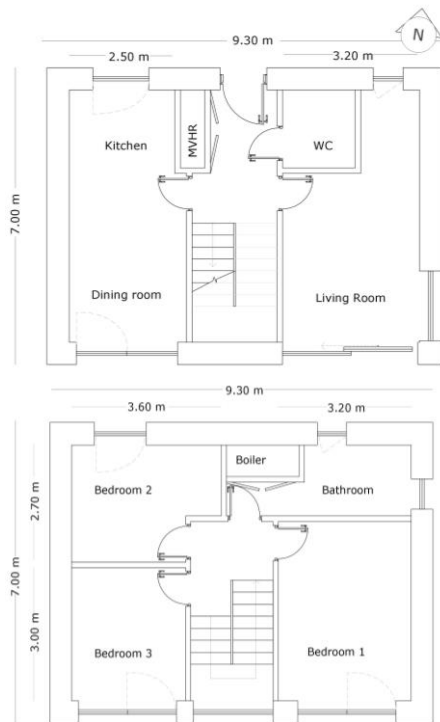 N
9.30 m
2.50 m
3.20 m
Kitchen
MVHR
WC
7.00 m
Dining room
Living Room
9.30 m
3.60 m
3.20 m
Boiler
Bedroom 2
Bathroom
2.70 m
7.00 m
3.00 m
Bedroom 3
Bedroom 1